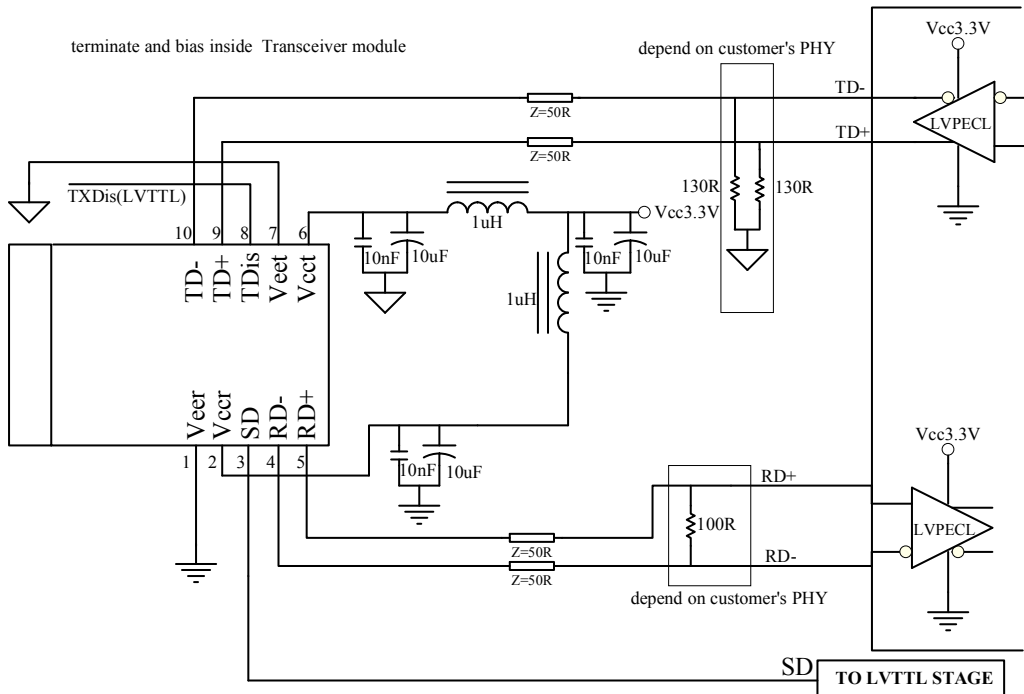 Vcc3.3V
terminate and bias inside Transceiver module
depend on customer's PHY
TD-
LVPECL
Z=50R
TD+
Z=50R
TXDis(LVTTL)
130R
130R
Vcc3.3V
1uH
10nF
10uF
10nF
10uF
1uH
10
9
8
7
6
TD-
TD+
TDis
Veet
Vcct
Veer
Vccr
SD
RD-
RD+
1
2
3
4
5
10nF
10uF
Vcc3.3V
RD+
100R
LVPECL
Z=50R
RD-
Z=50R
depend on customer's PHY
SD
TO LVTTL STAGE